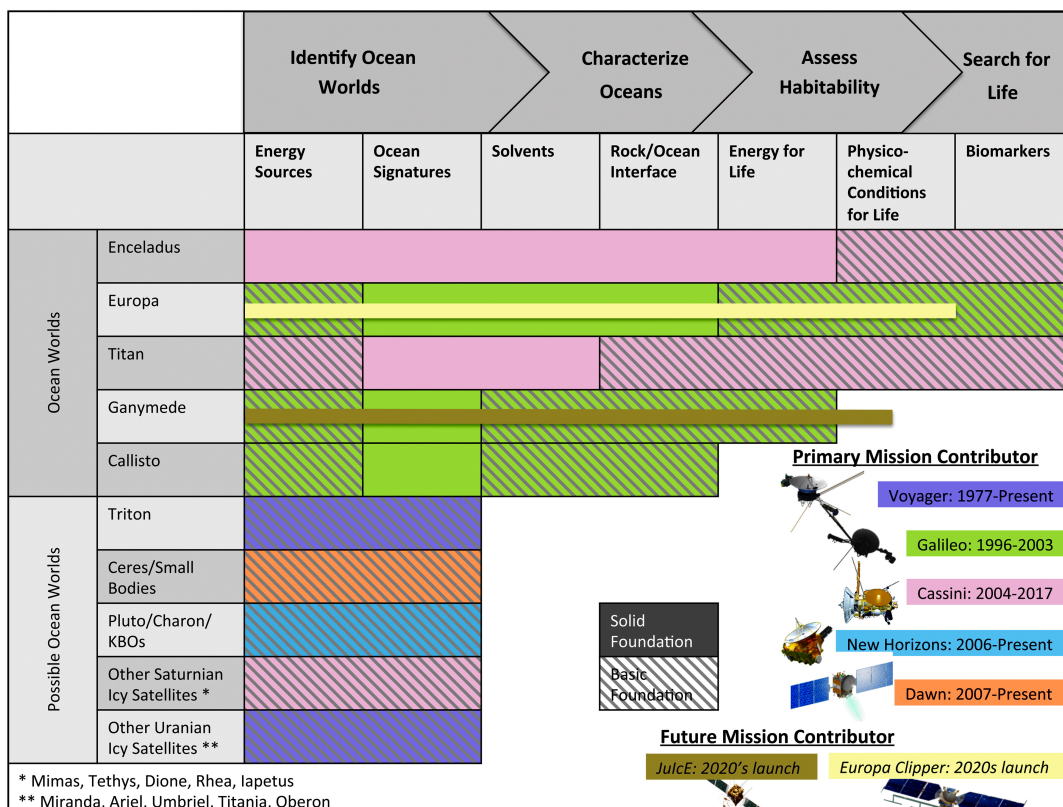 Identify Ocean
Worlds
Characterize
Oceans
Assess
Habitability
Search for
Life
Energy
Sources
Ocean
Signatures
Solvents
Rock/Ocean
Interface
Energy for
Life
Physico-
chemical
Conditions
for Life
Biomarkers
Ocean Worlds
Enceladus
Europa
Titan
Ganymede
Callisto
Possible Ocean Worlds
Triton
Ceres/Small
Bodies
Pluto/Charon/
KBOs
Other Saturnian
Icy Satellites *
Other Uranian
Icy Satellites **
Solid
Foundation
Basic
Foundation
Primary Mission Contributor
Voyager: 1977-Present
Galileo: 1996-2003
Cassini: 2004-2017
New Horizons: 2006-Present
Dawn: 2007-Present
Future Mission Contributor
JuIcE: 2020's launch
Europa Clipper: 2020s launch
* Mimas, Tethys, Dione, Rhea, Iapetus
** Miranda, Ariel, Umbriel, Titania, Oberon